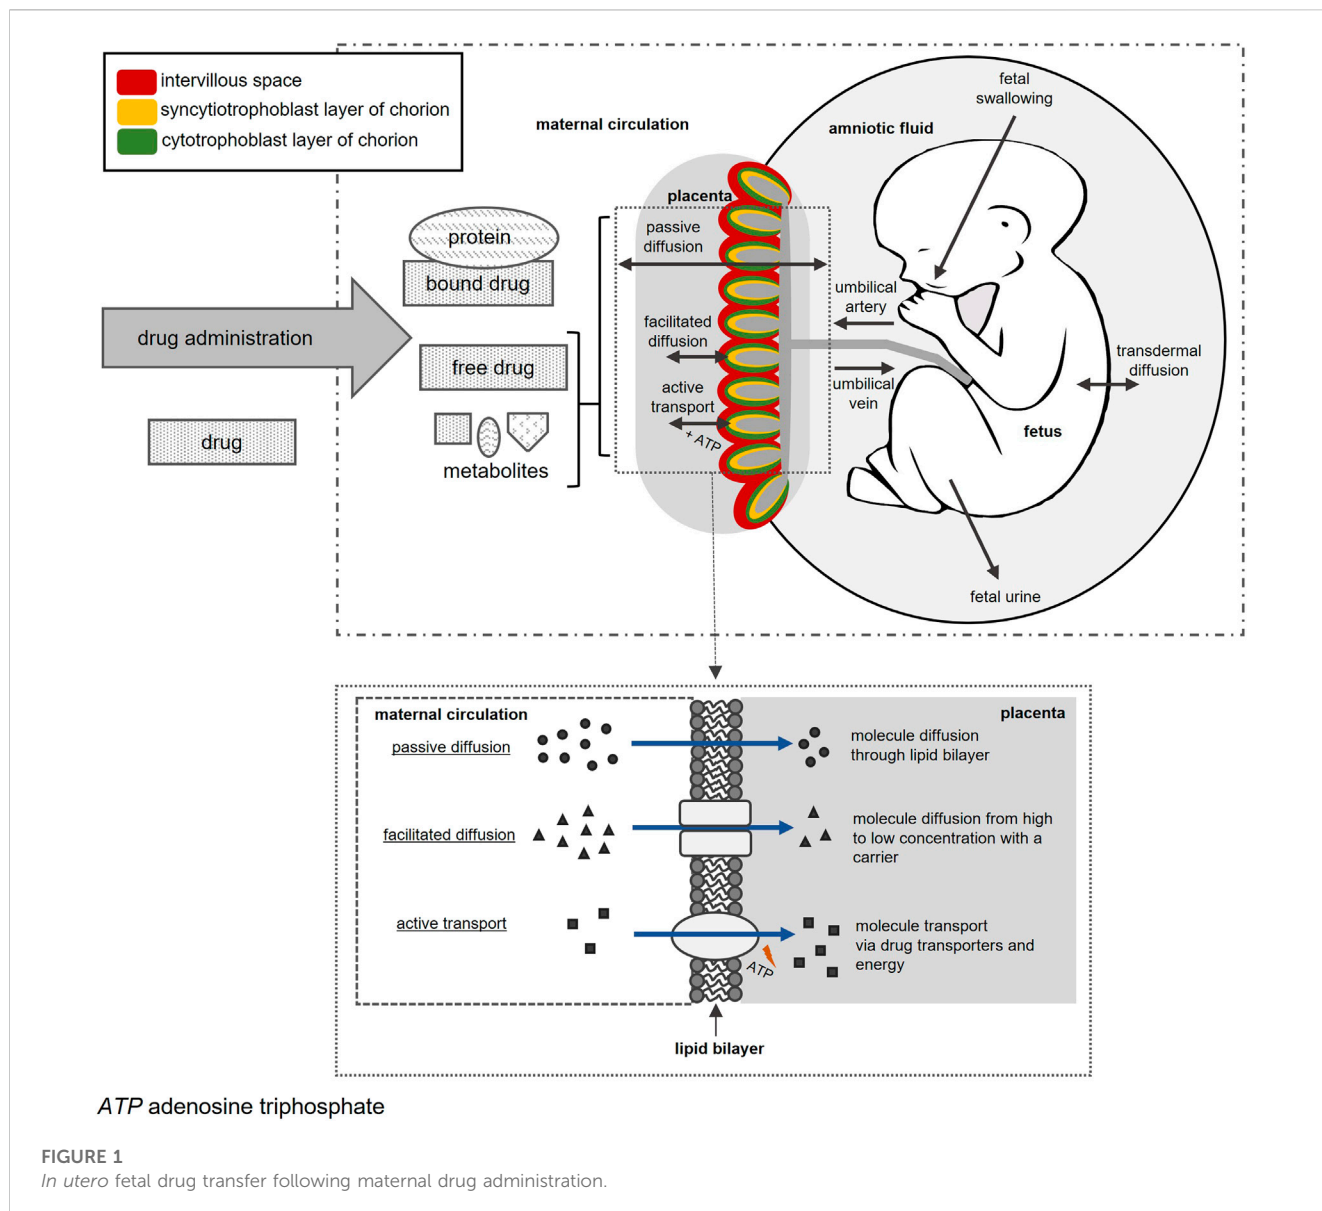 intervillous space
syncytiotrophoblast layer of chorion
cytotrophoblast layer of chorion
maternal circulation
amniotic fluid
fetal
swallowing
placenta
passive
diffusion
protein
bound drug
drug administration
free drug
drug
metabolites
facilitated
diffusion
active
transport
+ ATP
umbilical
artery
umbilical
vein
transdermal
diffusion
fetus
fetal urine
maternal circulation
placenta
passive diffusion
molecule diffusion
through lipid bilayer
facilitated diffusion
molecule diffusion from high
to low concentration with a
carrier
active transport
molecule transport
via drug transporters and
energy
ATP
lipid bilayer
ATP adenosine triphosphate
FIGURE 1
In utero fetal drug transfer following maternal drug administration.